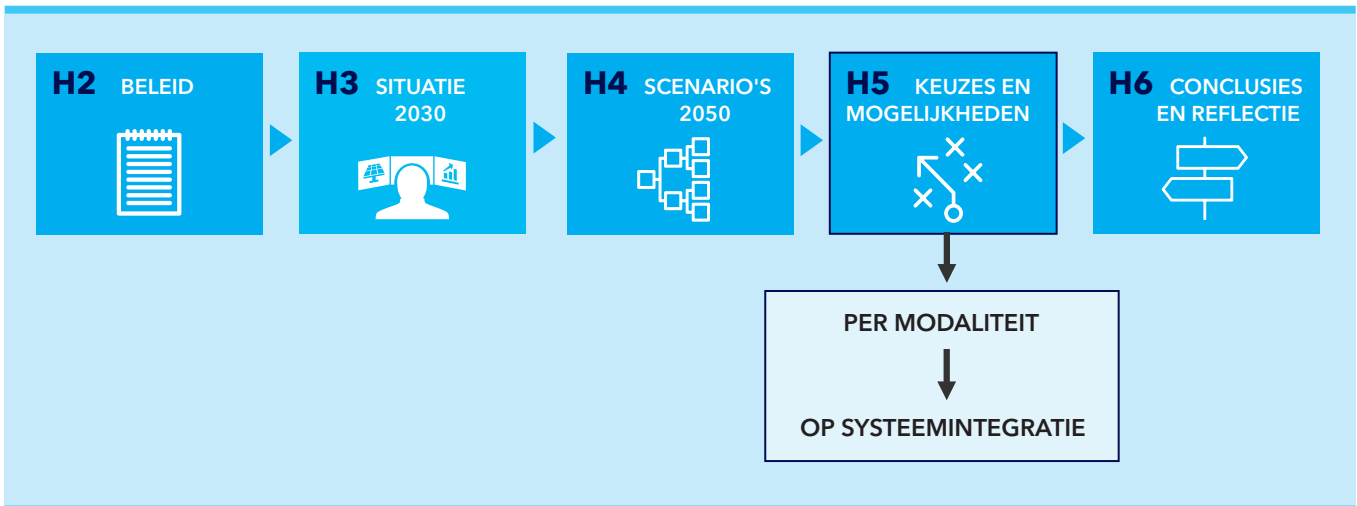 H2 BELEID
H3 SITUATIE
2030
H4 SCENARIO'S
2050
H5 KEUZES EN
MOGELIJKHEDEN
H6 CONCLUSIES
EN REFLECTIE
PER MODALITEIT
OP SYSTEEMINTEGRATIE